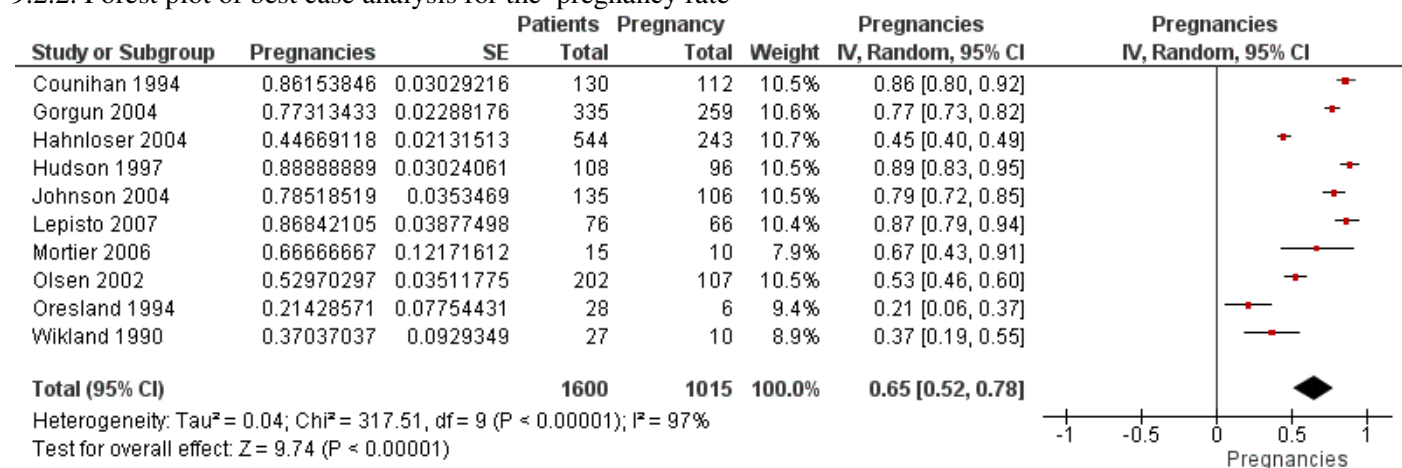 9.2.2. Forest plot of best case analysis for the pregnancy rate
Patients Pregnancy Pregnancies Pregnancies
Study or Subgroup Pregnancies SE Total Total Weight IV, Random, 95% CI IV, Random, 95% CI
Counihan 1994 0.86153846 0.03029216 130 112 10.5% 0.86 [0.80, 0.92]
Gorgun 2004 0.77313433 0.02288176 335 259 10.6% 0.77 [0.73, 0.82]
Hahnloser 2004 0.44669118 0.02131513 544 243 10.7% 0.45 [0.40, 0.49]
Hudson 1997 0.88888889 0.03024061 108 96 10.5% 0.89 [0.83, 0.95]
Johnson 2004 0.78518519 0.0353469 135 106 10.5% 0.79 [0.72, 0.85]
Lepisto 2007 0.86842105 0.03877498 76 66 10.4% 0.87 [0.79, 0.94]
Mortier 2006 0.66666667 0.12171612 15 10 7.9% 0.67 [0.43, 0.91]
Olsen 2002 0.52970297 0.03511775 202 107 10.5% 0.53 [0.46, 0.60]
Oresland 1994 0.21428571 0.07754431 28 6 9.4% 0.21 [0.06, 0.37]
Wikland 1990 0.37037037 0.0929349 27 10 8.9% 0.37 [0.19, 0.55]
Total (95% CI) 1600 1015 100.0% 0.65 [0.52, 0.78]
Heterogeneity: Tau² = 0.04; Chi² = 317.51, df = 9 (P < 0.00001); I² = 97%
Test for overall effect: Z = 9.74 (P < 0.00001)
-1 -0.5 0 0.5 1
Pregnancies